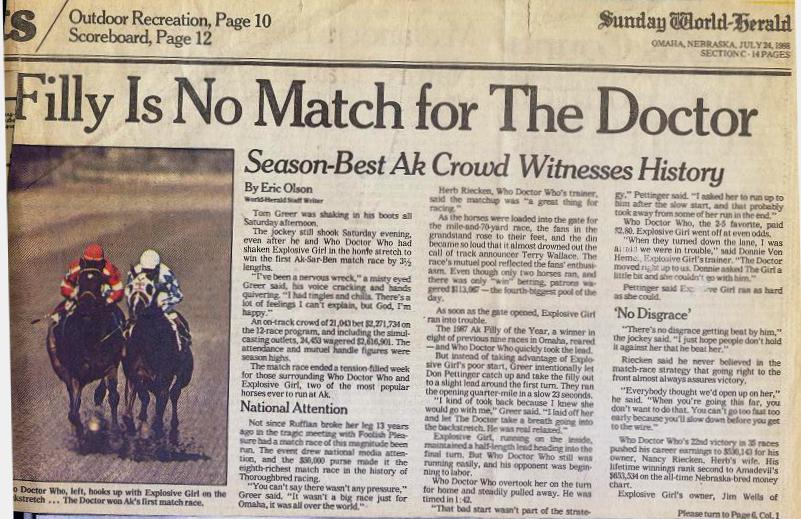 ts
Outdoor Recreation, Page 10
Scoreboard, Page 12
Sunday World-Herald
OMAHA, NEBRASKA, JULY 24, 1988
SECTION C · 14 PAGES
Filly Is No Match for The Doctor
Season-Best Ak Crowd Witnesses History
By Eric Olson
World-Herald Staff Writer
Tom Greer was shaking in his boots all
Saturday afternoon.
The jockey still shook Saturday evening,
even after he and Who Doctor Who had
shaken Explosive Girl in the home stretch to
win the first Ak-Sar-Ben match race by 3½
lengths.
"I've been a nervous wreck," a misty eyed
Greer said, his voice cracking and hands
quivering. "I had tingles and chills. There's a
lot of feelings I can't explain, but God, I'm
happy."
An on-track crowd of 21,043 bet $2,271,734 on
the 12-race program, and including the simul-
casting outlets, 24,453 wagered $2,616,901. The
attendance and mutuel handle figures were
season highs.
The match race ended a tension-filled week
for those surrounding Who Doctor Who and
Explosive Girl, two of the most popular
horses ever to run at Ak.
National Attention
Not since Ruffian broke her leg 13 years
ago in the tragic meeting with Foolish Plea-
sure had a match race of this magnitude been
run. The event drew national media atten-
tion, and the $50,000 purse made it the
eighth-richest match race in the history of
Thoroughbred racing.
"You can't say there wasn't any pressure,"
Greer said. "It wasn't a big race just for
Omaha, it was all over the world."
Herb Riecken, Who Doctor Who's trainer,
said the matchup was "a great thing for
racing."
As the horses were loaded into the gate for
the mile-and-70-yard race, the fans in the
grandstand rose to their feet, and the din
became so loud that it almost drowned out the
call of track announcer Terry Wallace. The
race's mutuel pool reflected the fans' enthusi-
asm. Even though only two horses ran, and
there was only "win" betting, patrons wa-
gered $113,067 — the fourth-biggest pool of the
day.
As soon as the gate opened, Explosive Girl
ran into trouble.
The 1987 Ak Filly of the Year, a winner in
eight of previous nine races in Omaha, reared
— and Who Doctor Who quickly took the lead.
But instead of taking advantage of Explo-
sive Girl's poor start, Greer intentionally let
Don Pettinger catch up and take the filly out
to a slight lead around the first turn. They ran
the opening quarter-mile in a slow 23 seconds.
"I kind of took back because I knew she
would go with me," Greer said. "I laid off her
and let The Doctor take a breath going into
the backstretch. He was real relaxed."
Explosive Girl, running on the inside,
maintained a half-length lead heading into the
final turn. But Who Doctor Who still was
running easily, and his opponent was begin-
ning to labor.
Who Doctor Who overtook her on the turn
for home and steadily pulled away. He was
timed in 1:42.
"That bad start wasn't part of the strate-
gy," Pettinger said. "I asked her to run up to
him after the slow start, and that probably
took away from some of her run in the end."
Who Doctor Who, the 2-5 favorite, paid
$2.80. Explosive Girl went off at even odds.
"When they turned down the lane, I was
we were in trouble," said Donnie Von
Explosive Girl's trainer. "The Doctor
moved right up to us. Donnie asked The Girl a
little bit and she couldn't go with him."
Pettinger said Girl ran as hard
as she could.
'No Disgrace'
"There's no disgrace getting beat by him,"
the jockey said. "I just hope people don't hold
it against her that he beat her."
Riecken said he never believed in the
match-race strategy that going right to the
front almost always assures victory.
"Everybody thought we'd open up on her,"
he said. "When you're going this far, you
don't want to do that. You can't go too fast too
early because you'll slow down before you get
to the wire."
Who Doctor Who's 22nd victory in 35 races
pushed his career earnings to $536,143 for his
owner, Nancy Riecken, Herb's wife. His
lifetime winnings rank second to Amadevil's
$653,534 on the all-time Nebraska-bred money
chart.
Explosive Girl's owner, Jim Wells of
Please turn to Page 6, Col. 1
o Doctor Who, left, hooks up with Explosive Girl on the
kstretch ... The Doctor won Ak's first match race.